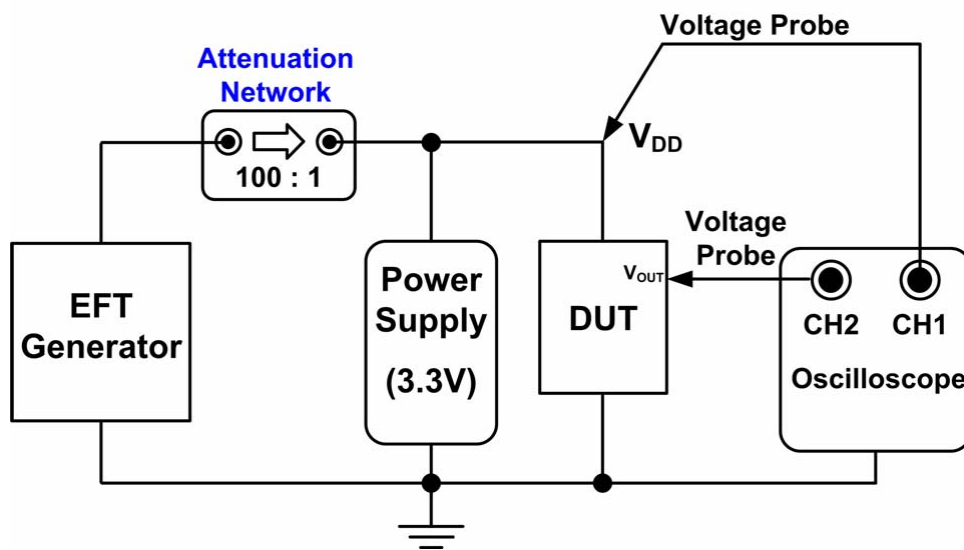 Voltage Probe
Attenuation
Network
100 : 1
VDD
EFT
Generator
Power
Supply
(3.3V)
Voltage
Probe
VOUT
DUT
CH2
CH1
Oscilloscope